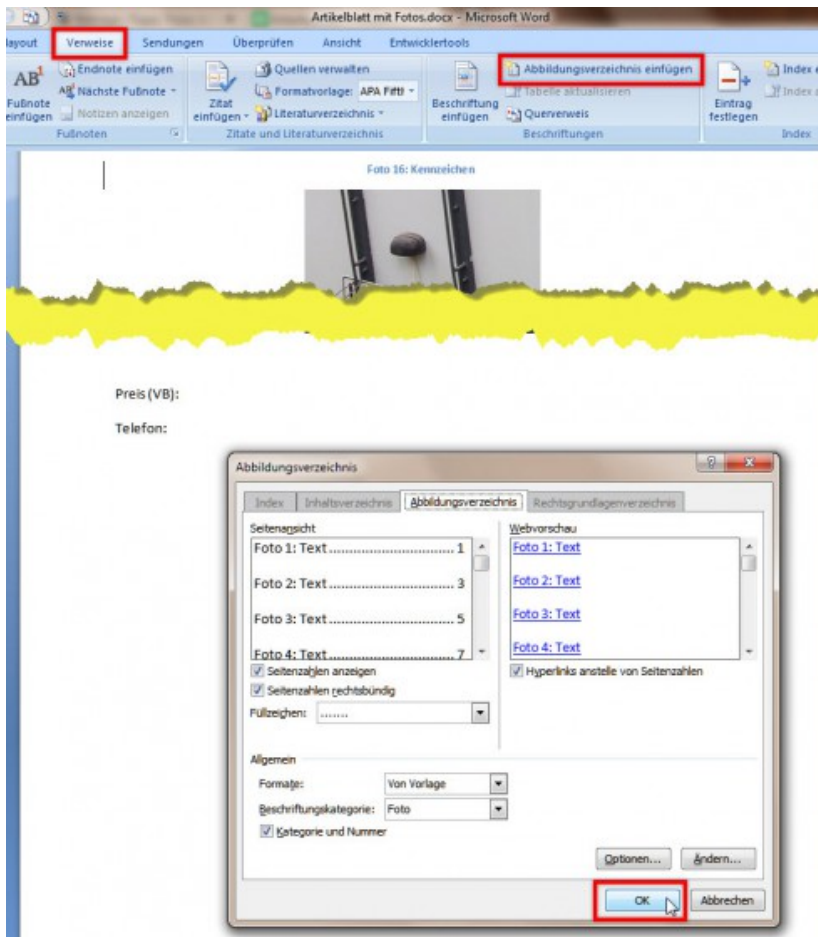 Artikelblatt mit Fotos.docx - Microsoft Word
layout Verweise Sendungen Überprüfen Ansicht Entwicklertools
AB¹
Fußnote einfügen
Endnote einfügen
Nächste Fußnote
Notizen anzeigen
Fußnoten
Zitat einfügen
Quellen verwalten
Formatvorlage: APA Fifth
Literaturverzeichnis
Zitate und Literaturverzeichnis
Beschriftung einfügen
Abbildungsverzeichnis einfügen
Tabelle aktualisieren
Querverweis
Beschriftungen
Eintrag festlegen
Index
Index
Index
Foto 16: Kennzeichen
Preis (VB):
Telefon:
Abbildungsverzeichnis
Index Inhaltsverzeichnis Abbildungsverzeichnis Rechtsgrundlagenverzeichnis
Seitenansicht
Foto 1: Text .................................... 1
Foto 2: Text .................................... 3
Foto 3: Text .................................... 5
Foto 4: Text .................................... 7
Seitenzahlen anzeigen
Seitenzahlen rechtsbündig
Füllzeichen: .......
Webvorschau
Foto 1: Text
Foto 2: Text
Foto 3: Text
Foto 4: Text
Hyperlinks anstelle von Seitenzahlen
Allgemein
Formate: Von Vorlage
Beschriftungskategorie: Foto
Kategorie und Nummer
Optionen... Ändern...
OK Abbrechen